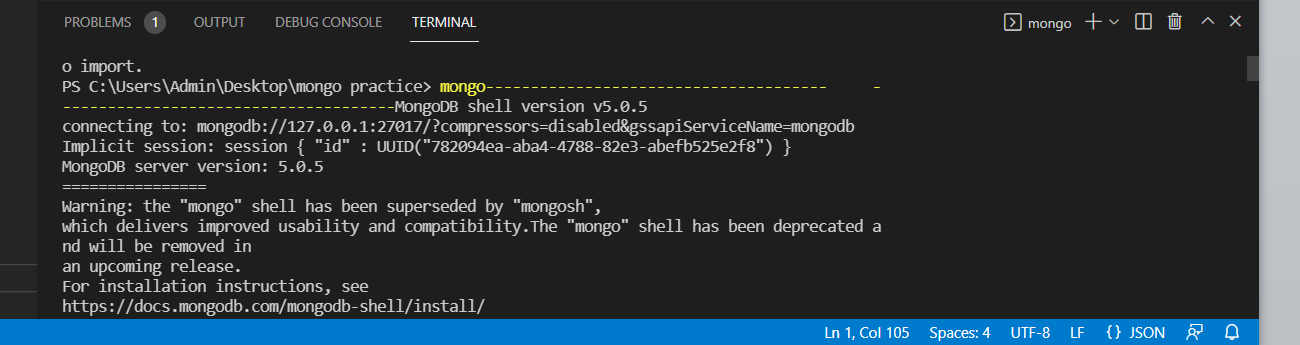 PROBLEMS 1 OUTPUT DEBUG CONSOLE TERMINAL mongo
o import.
PS C:\Users\Admin\Desktop\mongo practice> mongo-------------------------------------- -
-------------------------------------MongoDB shell version v5.0.5
connecting to: mongodb://127.0.0.1:27017/?compressors=disabled&gssapiServiceName=mongodb
Implicit session: session { "id" : UUID("782094ea-aba4-4788-82e3-abefb525e2f8") }
MongoDB server version: 5.0.5
================
Warning: the "mongo" shell has been superseded by "mongosh",
which delivers improved usability and compatibility.The "mongo" shell has been deprecated a
nd will be removed in
an upcoming release.
For installation instructions, see
https://docs.mongodb.com/mongodb-shell/install/
Ln 1, Col 105 Spaces: 4 UTF-8 LF {} JSON